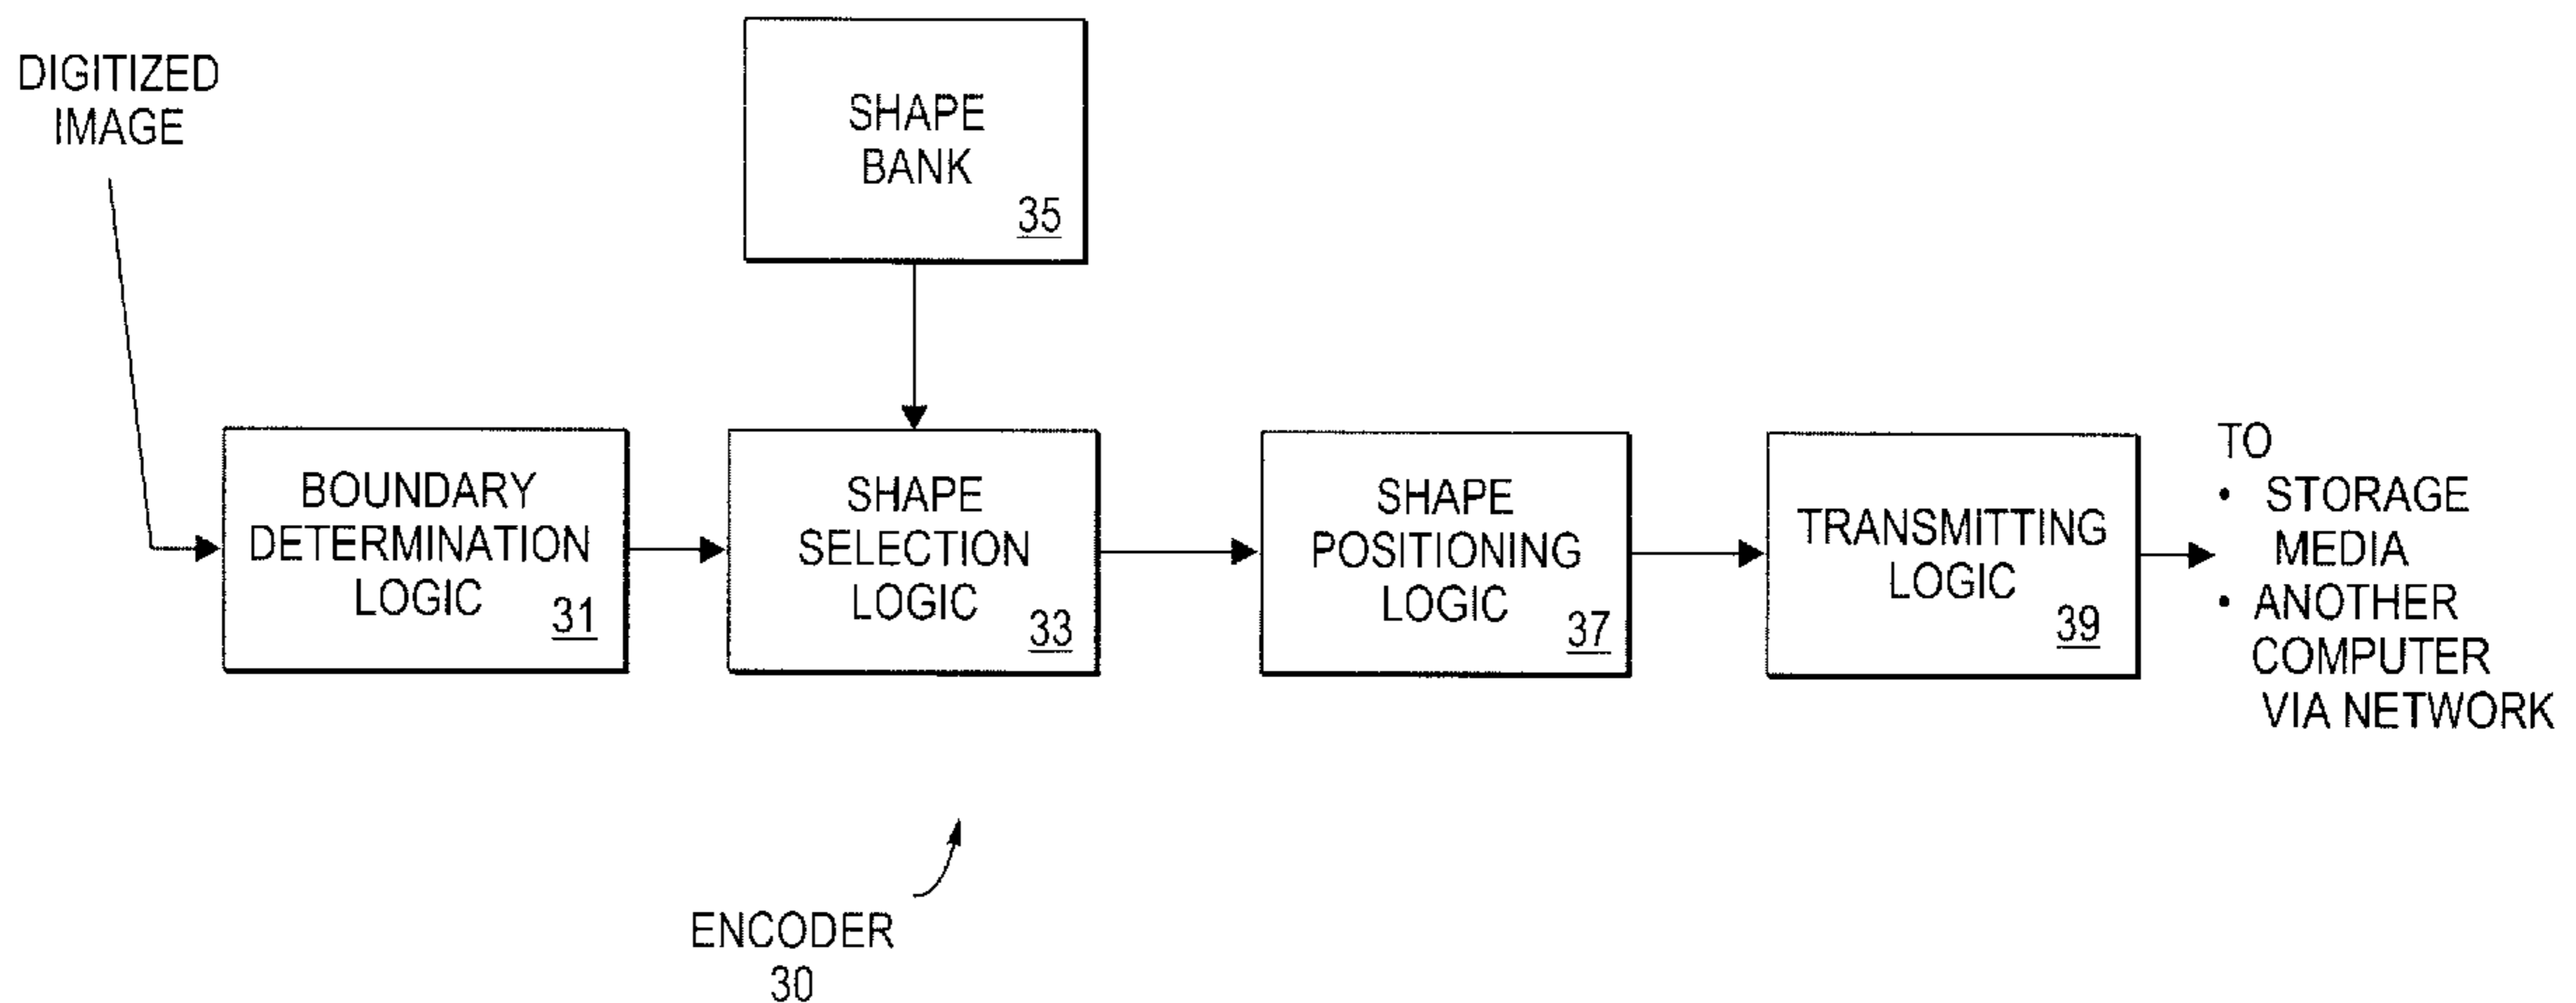 DIGITIZED
IMAGE
SHAPE
BANK
35
BOUNDARY
DETERMINATION
LOGIC
31
SHAPE
SELECTION
LOGIC
33
SHAPE
POSITIONING
LOGIC
37
TRANSMITTING
LOGIC
39
TO
• STORAGE
MEDIA
• ANOTHER
COMPUTER
VIA NETWORK
ENCODER
30